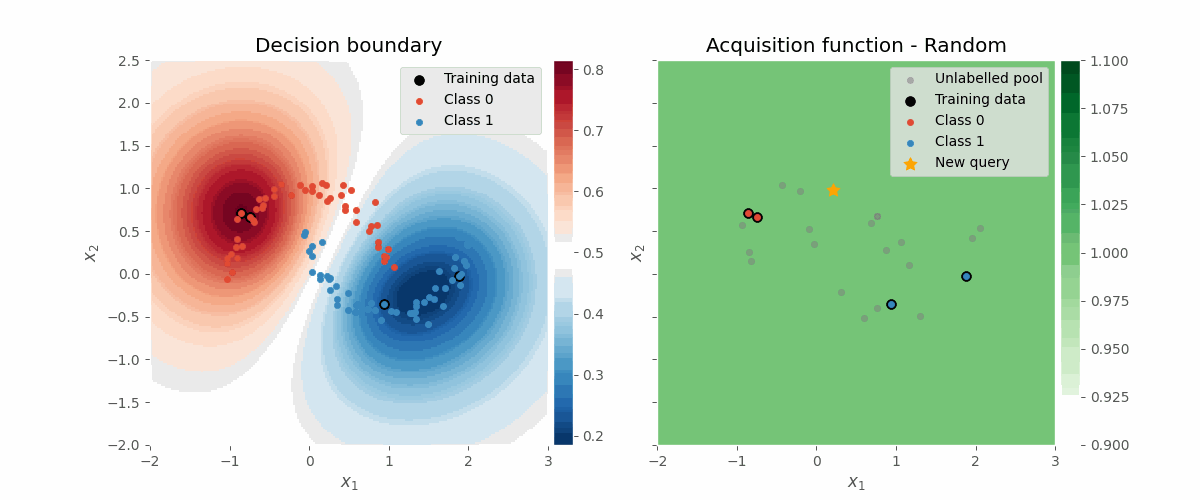 Decision boundary
Training data
Class 0
Class 1
2.5
2.0
1.5
1.0
0.5
0.0
−0.5
−1.0
−1.5
−2.0
x2
−2
−1
0
1
2
3
x1
0.8
0.7
0.6
0.5
0.4
0.3
0.2
Acquisition function - Random
Unlabelled pool
Training data
Class 0
Class 1
New query
x2
−2
−1
0
1
2
3
x1
1.100
1.075
1.050
1.025
1.000
0.975
0.950
0.925
0.900